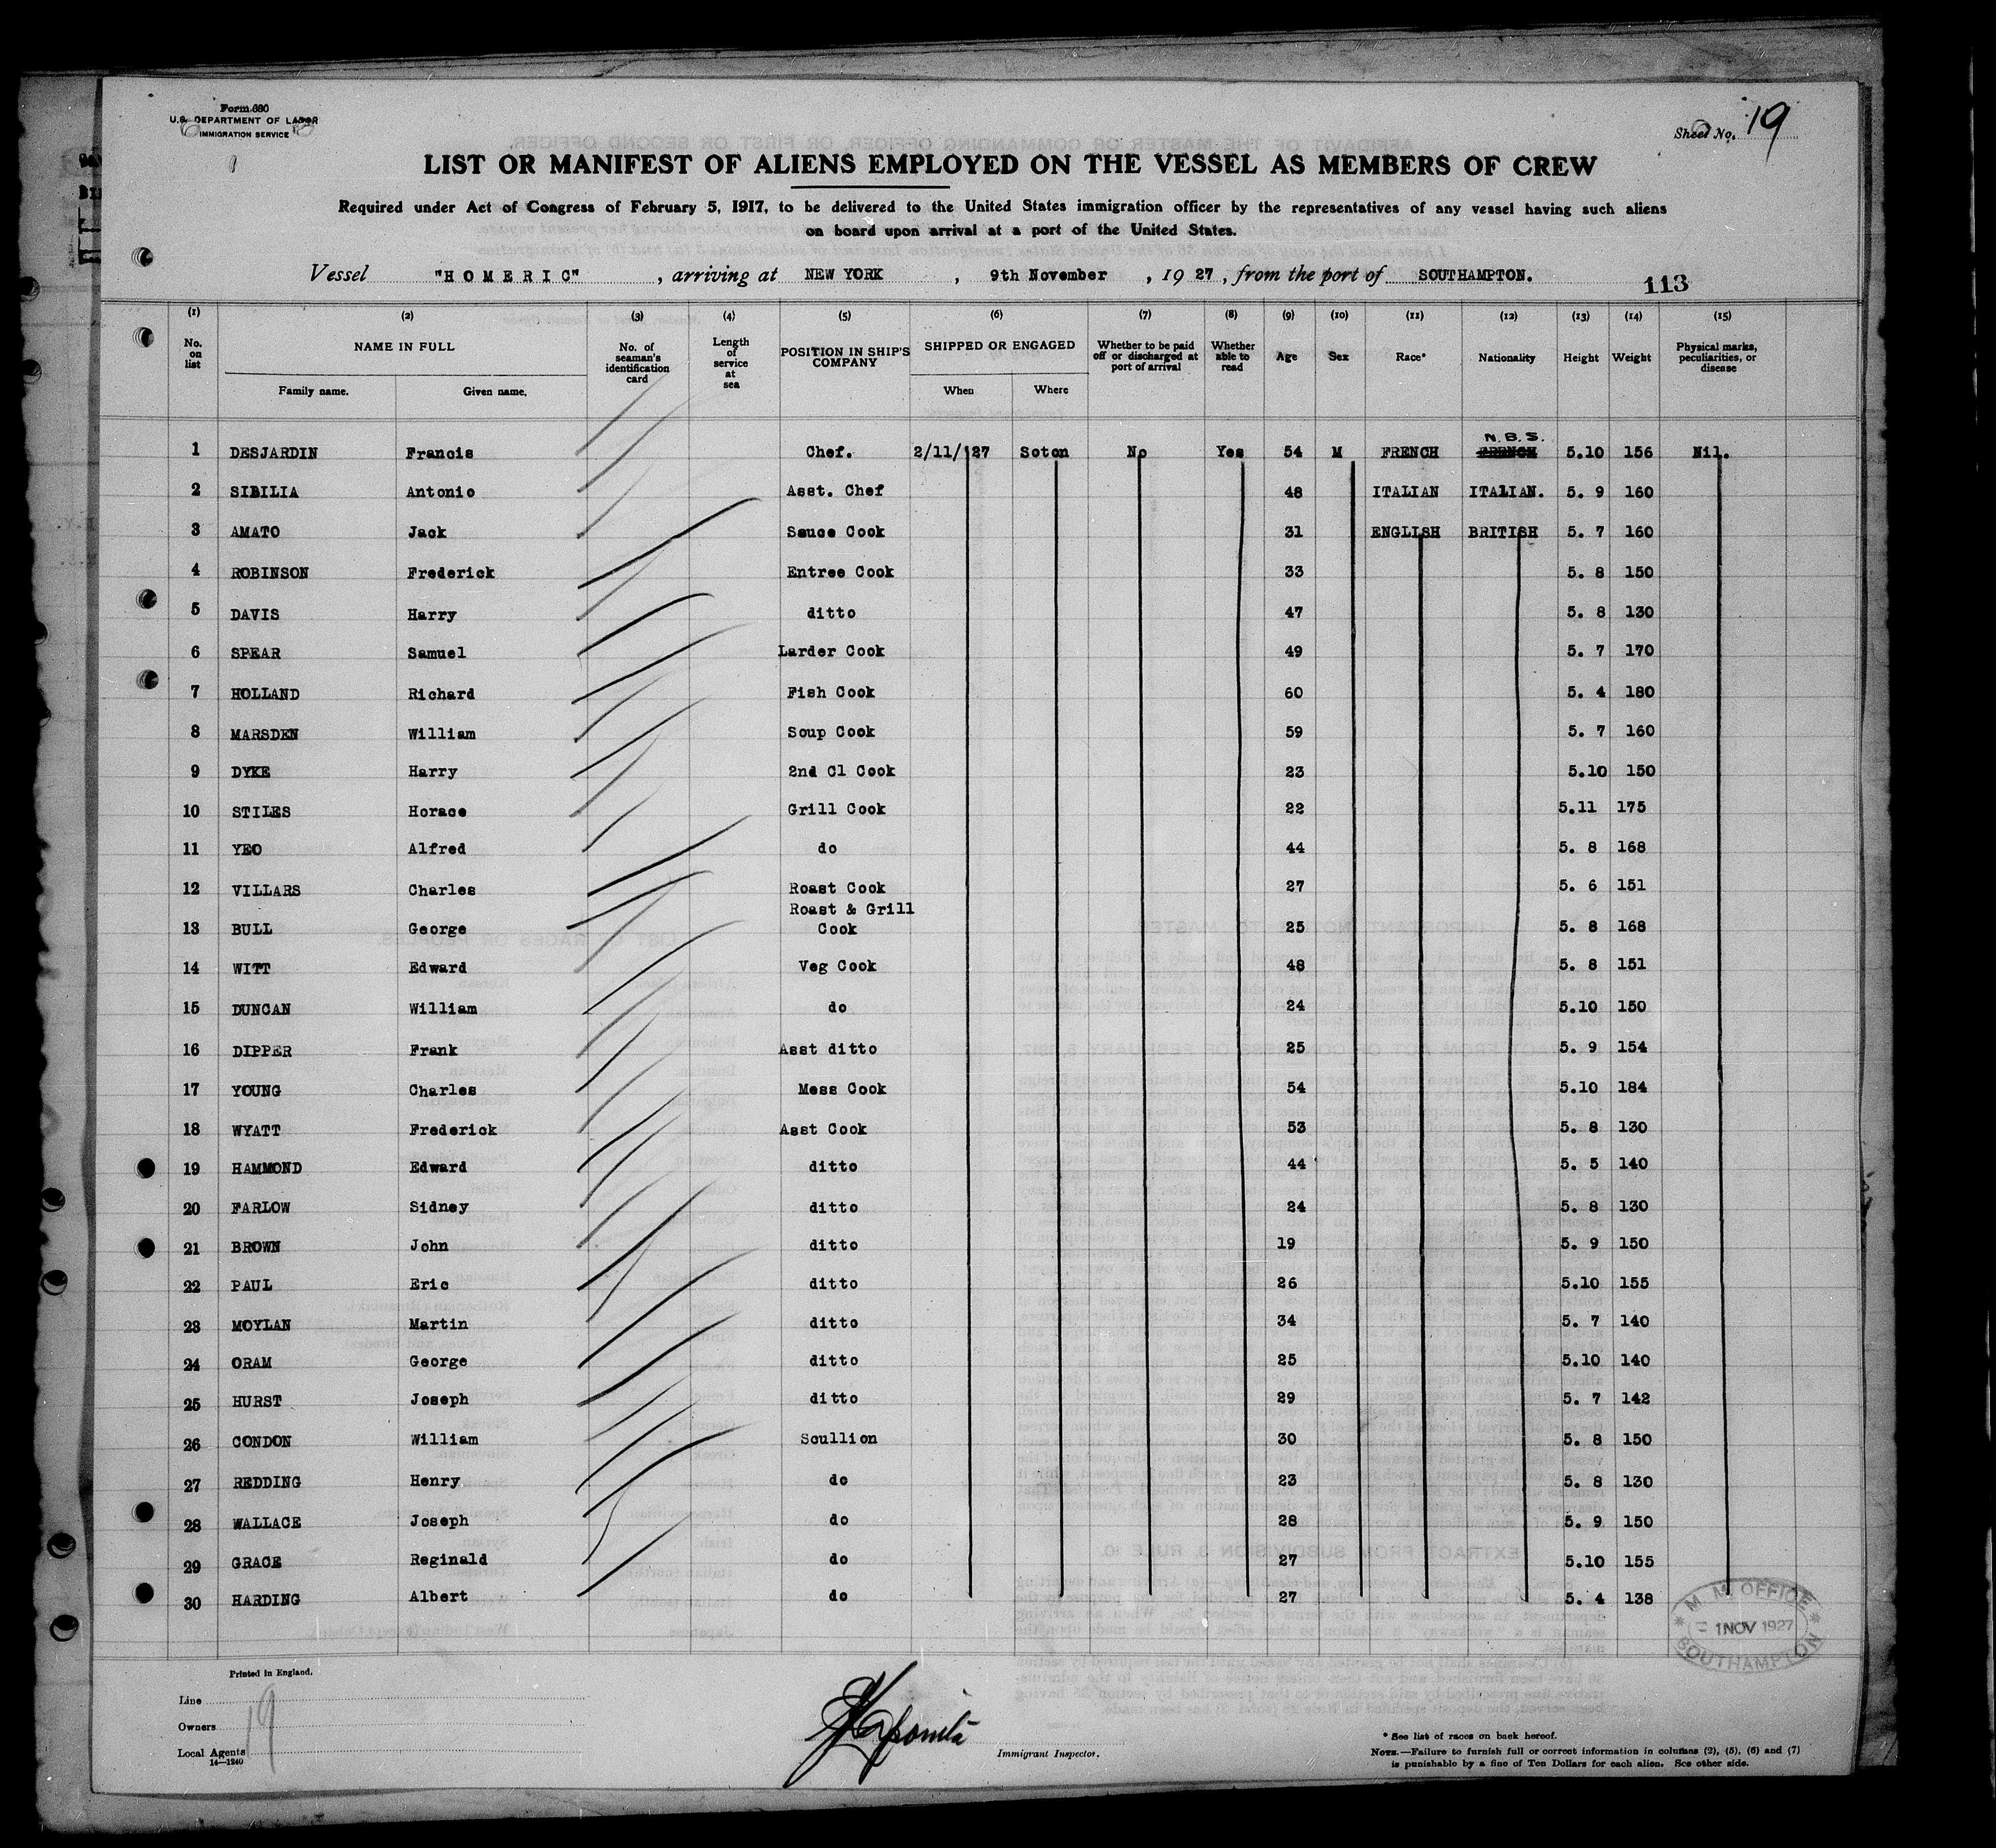 Form 680
U.S. DEPARTMENT OF LABOR
IMMIGRATION SERVICE
Sheet No. 19
LIST OR MANIFEST OF ALIENS EMPLOYED ON THE VESSEL AS MEMBERS OF CREW
Required under Act of Congress of February 5, 1917, to be delivered to the United States immigration officer by the representatives of any vessel having such aliens
on board upon arrival at a port of the United States.
Vessel "HOMERIC", arriving at NEW YORK, 9th November, 19 27, from the port of SOUTHAMPTON.
113
(1) (2) (3) (4) (5) (6) (7) (8) (9) (10) (11) (12) (13) (14) (15)
No. on list NAME IN FULL No. of seaman's identification card Length of service at sea POSITION IN SHIP'S COMPANY SHIPPED OR ENGAGED Whether to be paid off or discharged at port of arrival Whether able to read Age Sex Race* Nationality Height Weight Physical marks, peculiarities, or disease
Family name. Given name. When Where
N.B.S.
1 DESJARDIN Francis Chef. 2/11/27 Soton No Yes 54 M FRENCH FRENCH 5.10 156 Nil.
2 SIBILIA Antonio Asst. Chef 48 ITALIAN ITALIAN. 5. 9 160
3 AMATO Jack Sauce Cook 31 ENGLISH BRITISH 5. 7 160
4 ROBINSON Frederick Entree Cook 33 5. 8 150
5 DAVIS Harry ditto 47 5. 8 130
6 SPEAR Samuel Larder Cook 49 5. 7 170
7 HOLLAND Richard Fish Cook 60 5. 4 180
8 MARSDEN William Soup Cook 59 5. 7 160
9 DYKE Harry 2nd Cl Cook 23 5.10 150
10 STILES Horace Grill Cook 22 5.11 175
11 YEO Alfred do 44 5. 8 168
12 VILLARS Charles Roast Cook 27 5. 6 151
Roast & Grill
13 BULL George Cook 25 5. 8 168
14 WITT Edward Veg Cook 48 5. 8 151
15 DUNCAN William do 24 5.10 150
16 DIPPER Frank Asst ditto 25 5. 9 154
17 YOUNG Charles Mess Cook 54 5.10 184
18 WYATT Frederick Asst Cook 53 5. 8 130
19 HAMMOND Edward ditto 44 5. 5 140
20 FARLOW Sidney ditto 24 5. 8 130
21 BROWN John ditto 19 5. 9 150
22 PAUL Eric ditto 26 5.10 155
23 MOYLAN Martin ditto 34 5. 7 140
24 ORAM George ditto 25 5.10 140
25 HURST Joseph ditto 29 5. 7 142
26 CONDON William Scullion 30 5. 8 150
27 REDDING Henry do 23 5. 8 130
28 WALLACE Joseph do 28 5. 9 150
29 GRACE Reginald do 27 5.10 155
30 HARDING Albert do 27 5. 4 138
M. M. OFFICE
1 NOV 1927
SOUTHAMPTON
Printed in England.
Line
Owners 19
Local Agents
14—1240
Immigrant Inspector.
* See list of races on back hereof.
NOTE.—Failure to furnish full or correct information in columns (2), (5), (6) and (7)
is punishable by a fine of Ten Dollars for each alien. See other side.